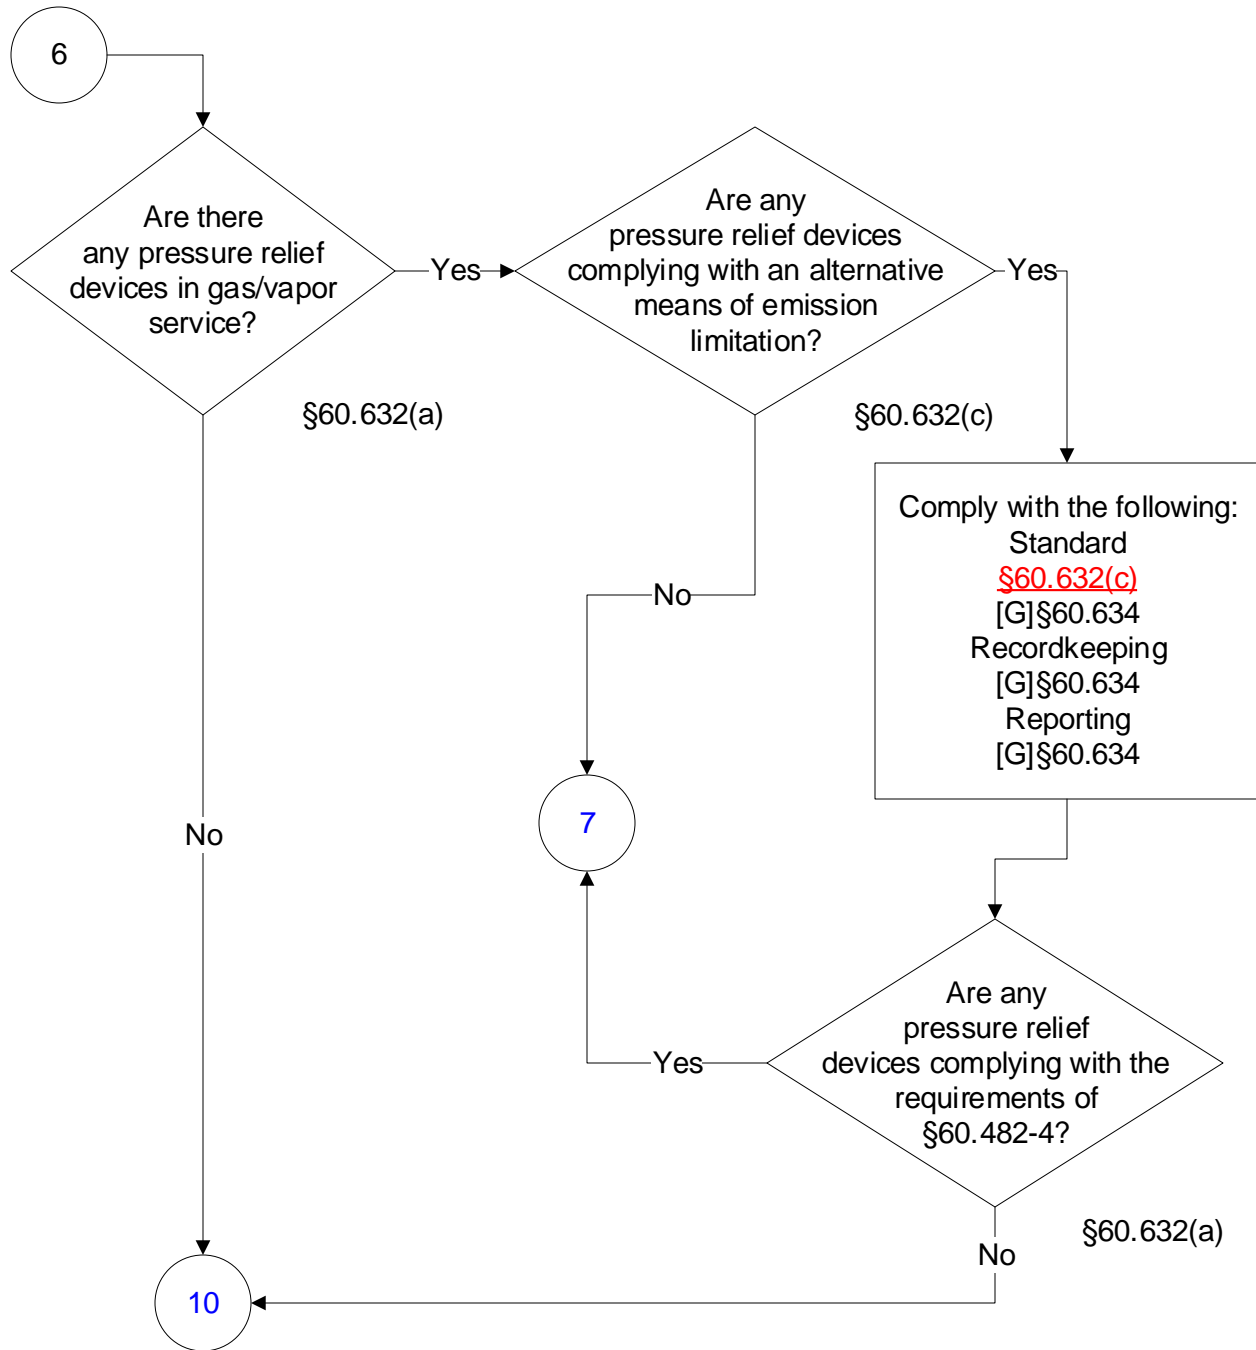 6
Are there
any pressure relief
devices in gas/vapor
service?
Yes
Are any
pressure relief devices
complying with an alternative
means of emission
limitation?
Yes
§60.632(a)
§60.632(c)
Comply with the following:
Standard
§60.632(c)
[G]§60.634
Recordkeeping
[G]§60.634
Reporting
[G]§60.634
No
7
No
Are any
pressure relief
devices complying with the
requirements of
§60.482-4?
Yes
§60.632(a)
No
10